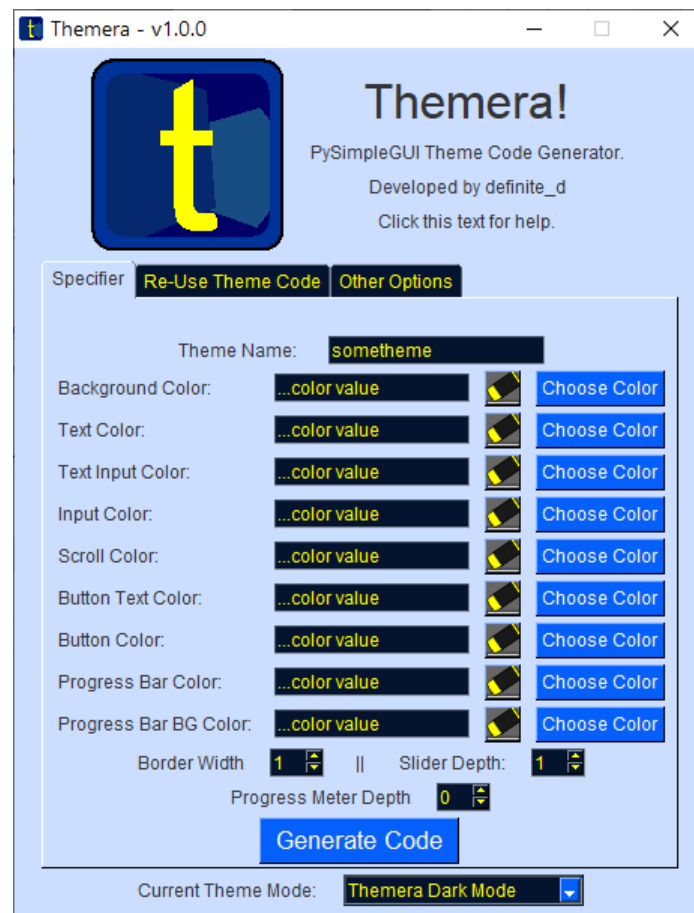 Themera - v1.0.0
t
Themera!
PySimpleGUI Theme Code Generator.
Developed by definite_d
Click this text for help.
Specifier Re-Use Theme Code Other Options
Theme Name: sometheme
Background Color: ...color value Choose Color
Text Color: ...color value Choose Color
Text Input Color: ...color value Choose Color
Input Color: ...color value Choose Color
Scroll Color: ...color value Choose Color
Button Text Color: ...color value Choose Color
Button Color: ...color value Choose Color
Progress Bar Color: ...color value Choose Color
Progress Bar BG Color: ...color value Choose Color
Border Width 1 || Slider Depth: 1
Progress Meter Depth 0
Generate Code
Current Theme Mode: Themera Dark Mode